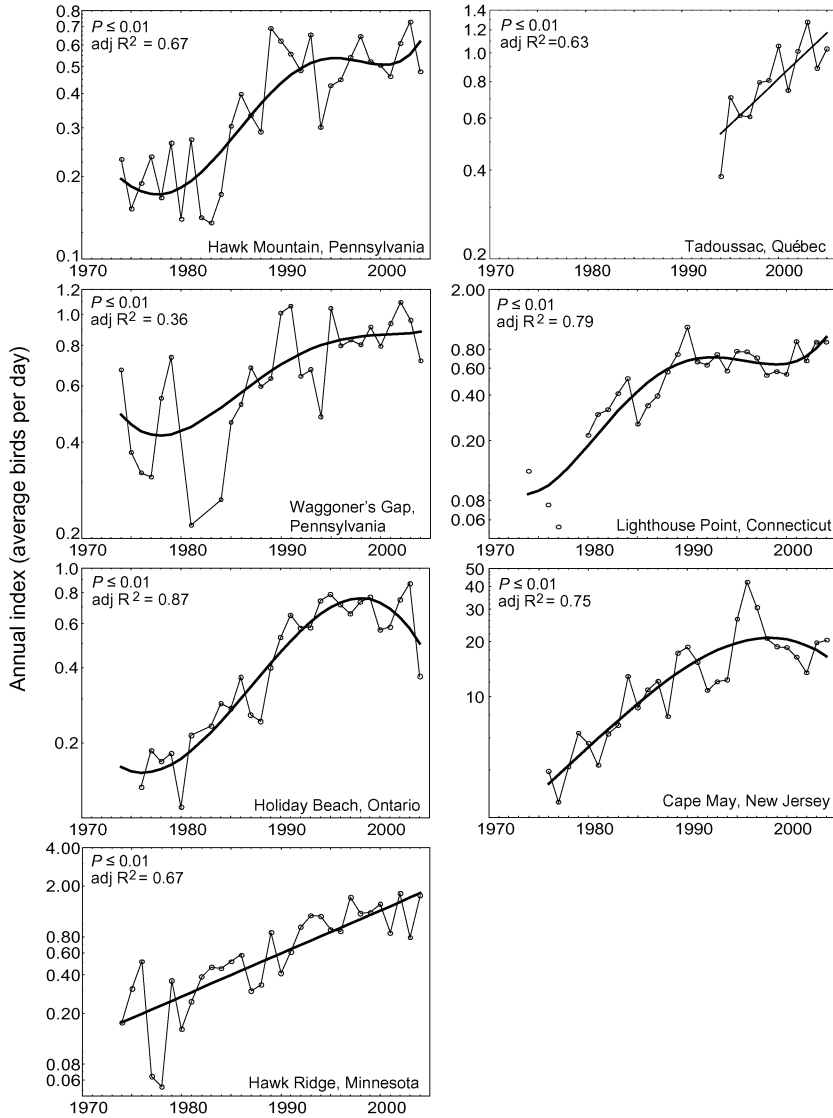 Annual index (average birds per day)
P ≤ 0.01
adj R² = 0.67
0.8
0.7
0.6
0.5
0.4
0.3
0.2
0.1
Hawk Mountain, Pennsylvania
1970 1980 1990 2000
P ≤ 0.01
adj R² =0.63
1.4
1.2
1.0
0.8
0.6
0.4
0.2
Tadoussac, Québec
1970 1980 1990 2000
P ≤ 0.01
adj R² = 0.36
1.2
1.0
0.8
0.6
0.4
0.2
Waggoner's Gap,
Pennsylvania
1970 1980 1990 2000
P ≤ 0.01
adj R² = 0.79
2.00
0.80
0.60
0.40
0.20
0.08
0.06
Lighthouse Point, Connecticut
1970 1980 1990 2000
P ≤ 0.01
adj R² = 0.87
1.0
0.8
0.6
0.4
0.2
Holiday Beach, Ontario
1970 1980 1990 2000
P ≤ 0.01
adj R² = 0.75
50
40
30
20
10
Cape May, New Jersey
1970 1980 1990 2000
P ≤ 0.01
adj R² = 0.67
4.00
2.00
0.80
0.60
0.40
0.20
0.08
0.06
Hawk Ridge, Minnesota
1970 1980 1990 2000